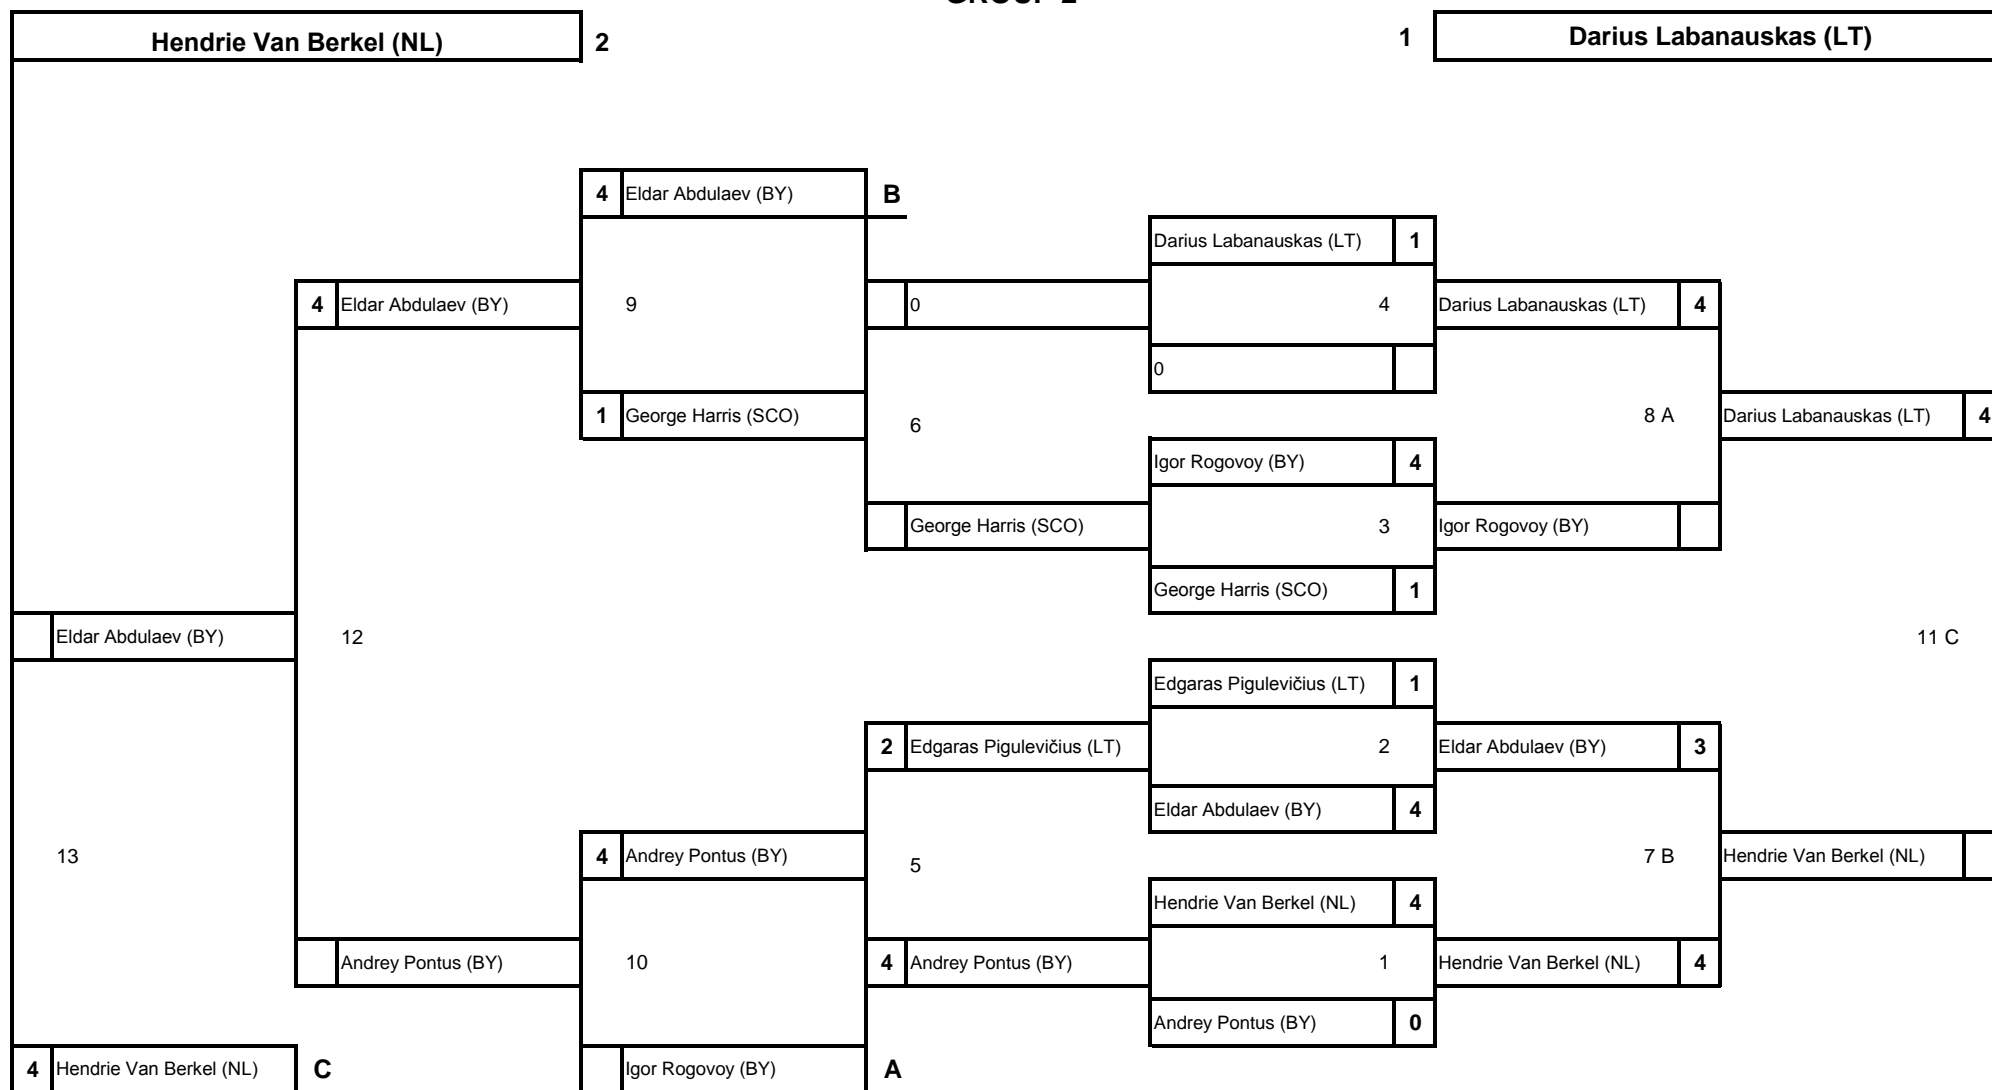 GROUP 2
Hendrie Van Berkel (NL) 2 1 Darius Labanauskas (LT)
4 Eldar Abdulaev (BY) B
Darius Labanauskas (LT) 1
4 Eldar Abdulaev (BY) 9 0 4 Darius Labanauskas (LT) 4
0
1 George Harris (SCO) 6 8 A Darius Labanauskas (LT) 4
Igor Rogovoy (BY) 4
George Harris (SCO) 3 Igor Rogovoy (BY)
George Harris (SCO) 1
Eldar Abdulaev (BY) 12 11 C
Edgaras Pigulevičius (LT) 1
2 Edgaras Pigulevičius (LT) 2 Eldar Abdulaev (BY) 3
Eldar Abdulaev (BY) 4
13 4 Andrey Pontus (BY) 5 7 B Hendrie Van Berkel (NL)
Hendrie Van Berkel (NL) 4
Andrey Pontus (BY) 10 4 Andrey Pontus (BY) 1 Hendrie Van Berkel (NL) 4
Andrey Pontus (BY) 0
4 Hendrie Van Berkel (NL) C Igor Rogovoy (BY) A